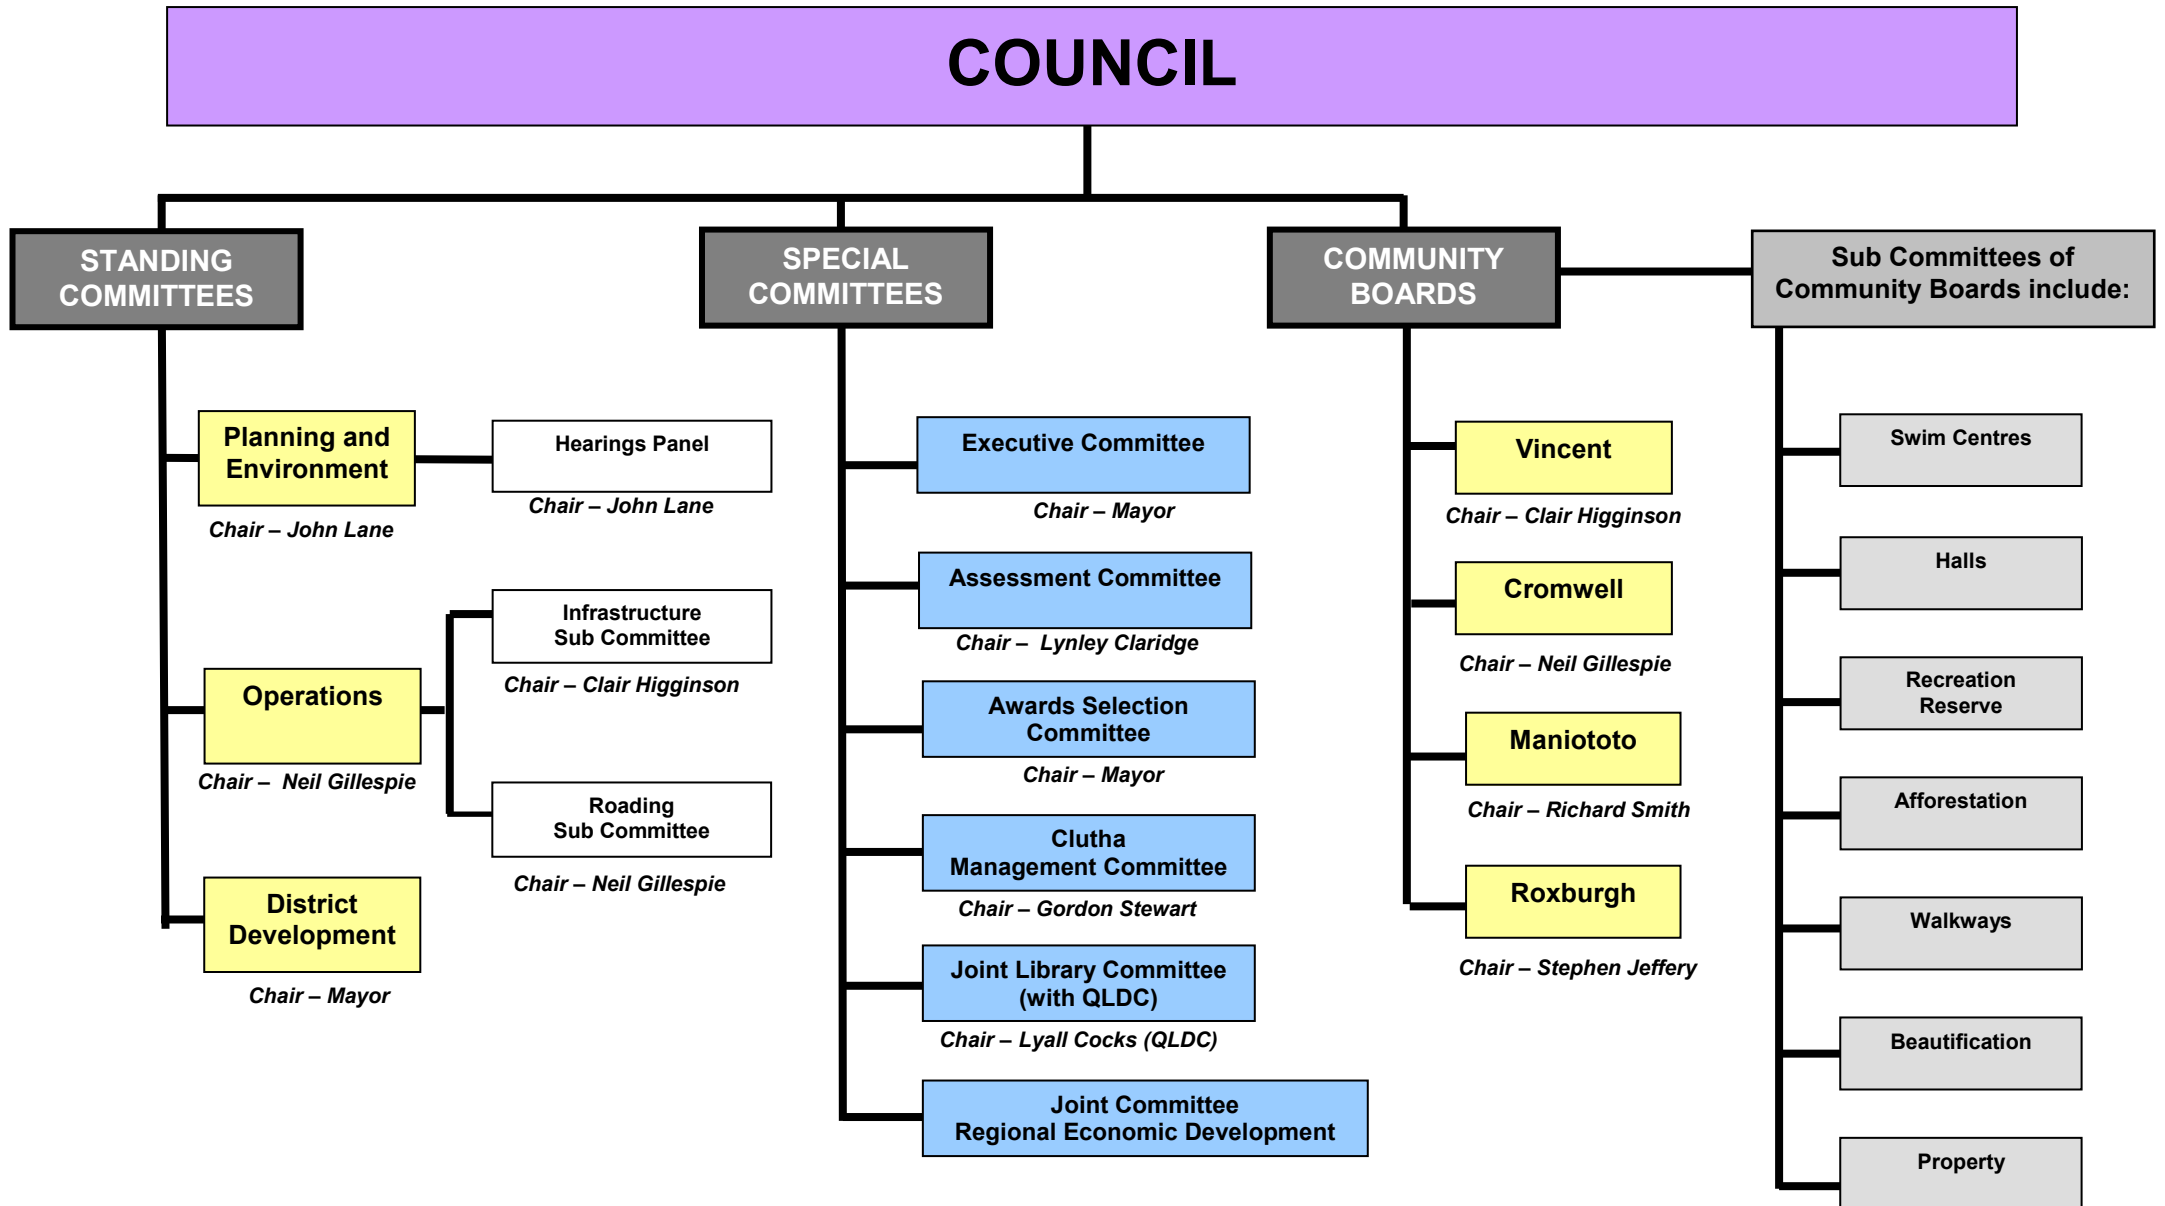 COUNCIL
STANDING
COMMITTEES
SPECIAL
COMMITTEES
COMMUNITY
BOARDS
Sub Committees of
Community Boards include:
Planning and
Environment
Chair – John Lane
Hearings Panel
Chair – John Lane
Operations
Chair –  Neil Gillespie
Infrastructure
Sub Committee
Chair – Clair Higginson
Roading
Sub Committee
Chair – Neil Gillespie
District
Development
Chair – Mayor
Executive Committee
Chair – Mayor
Assessment Committee
Chair –  Lynley Claridge
Awards Selection
Committee
Chair – Mayor
Clutha
Management Committee
Chair – Gordon Stewart
Joint Library Committee
(with QLDC)
Chair – Lyall Cocks (QLDC)
Joint Committee
Regional Economic Development
Vincent
Chair – Clair Higginson
Cromwell
Chair – Neil Gillespie
Maniototo
Chair – Richard Smith
Roxburgh
Chair – Stephen Jeffery
Swim Centres
Halls
Recreation
Reserve
Afforestation
Walkways
Beautification
Property